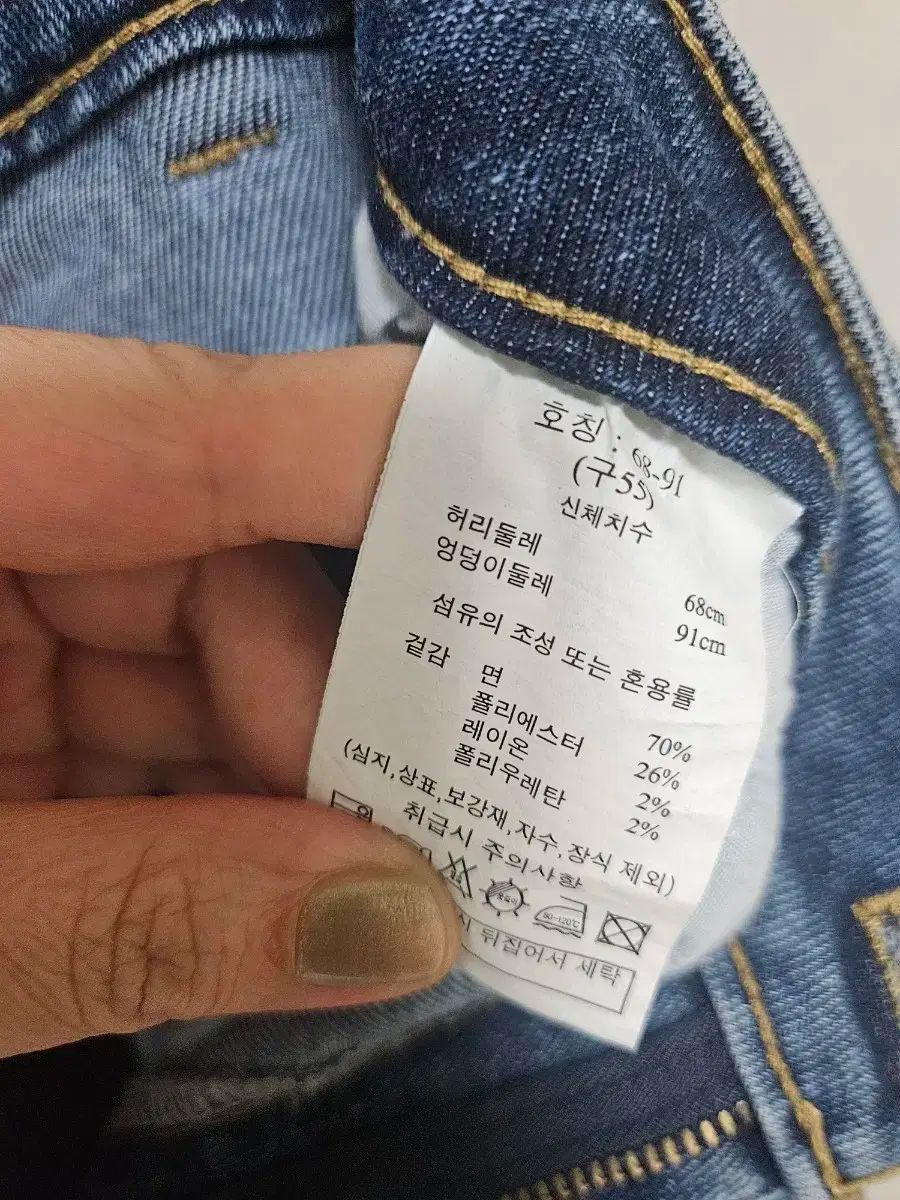 호칭 : 68-91
(구55)
신체치수
허리둘레 68cm
엉덩이둘레 91cm
섬유의 조성 또는 혼용률
겉감 면 70%
폴리에스터 26%
레이온 2%
폴리우레탄 2%
(심지,상표,보강재,자수,장식 제외)
취급시 주의사항
80~120℃
뒤집어서 세탁